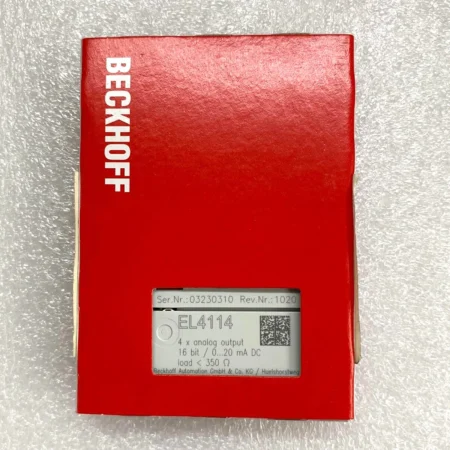 BECKHOFF
Ser.Nr.: 03230310 Rev.Nr.: 1020
EL4114
4 x analog output
16 bit / 0...20 mA DC
load < 350 Ω
Beckhoff Automation GmbH & Co. KG /